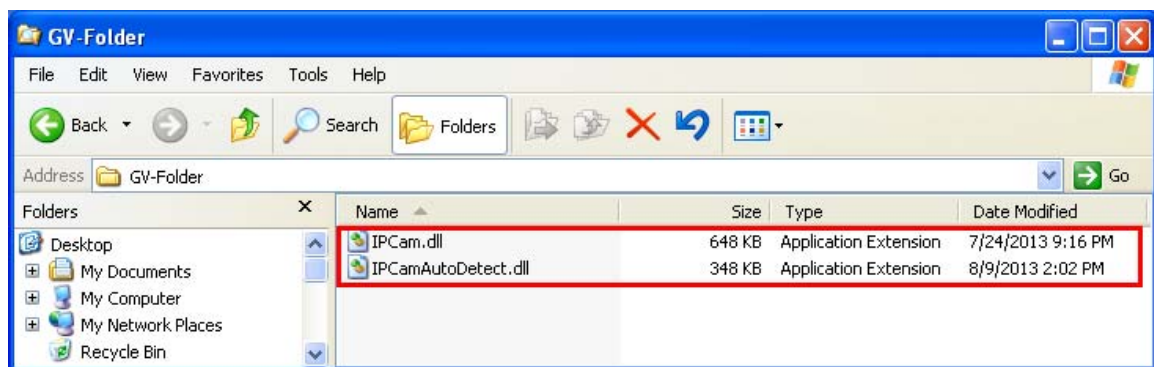 GV-Folder
File Edit View Favorites Tools Help
Back Search Folders
Address GV-Folder Go
Folders Name Size Type Date Modified
Desktop IPCam.dll 648 KB Application Extension 7/24/2013 9:16 PM
My Documents IPCamAutoDetect.dll 348 KB Application Extension 8/9/2013 2:02 PM
My Computer
My Network Places
Recycle Bin